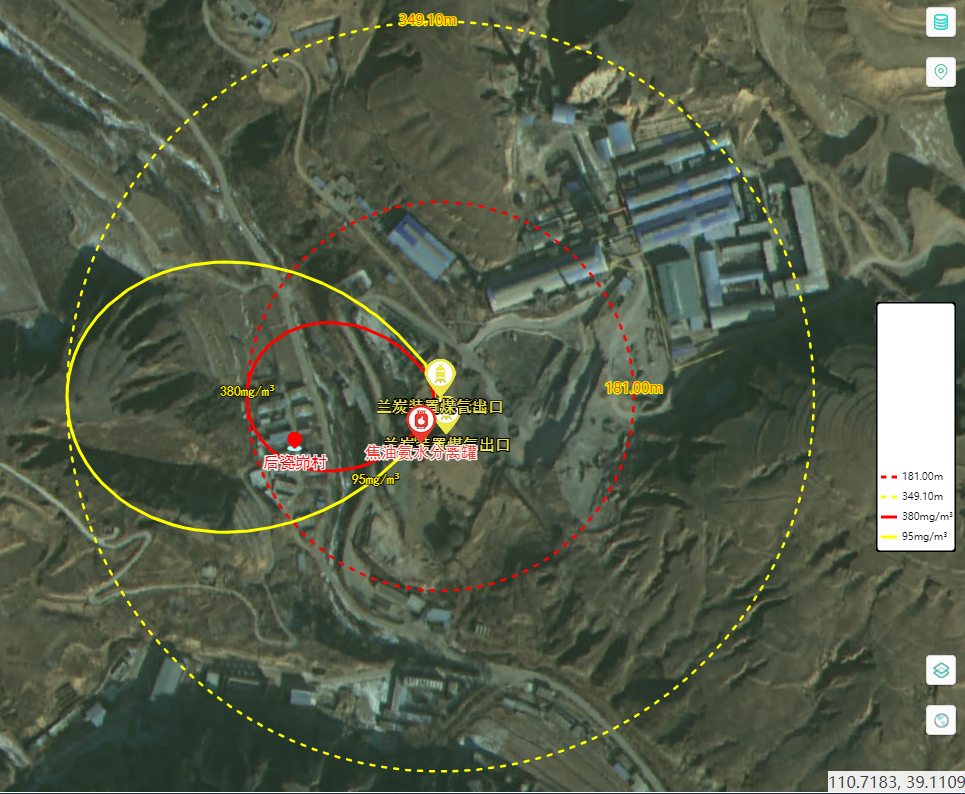 349.10m
181.00m
380mg/m³
兰炭装置煤气出口
兰炭装置煤气出口
焦油氨水分离罐
后瓷峁村
95mg/m³
181.00m
349.10m
380mg/m³
95mg/m³
110.7183, 39.1109